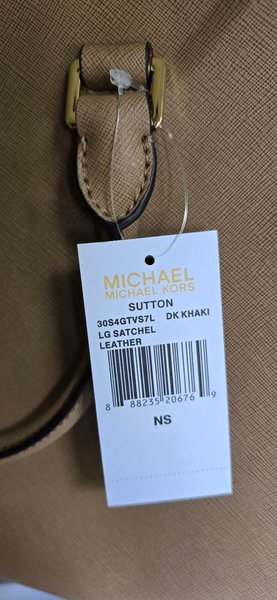 MICHAEL
MICHAEL KORS
SUTTON
30S4GTVS7L DK KHAKI
LG SATCHEL
LEATHER
8 88235 20676 9
NS